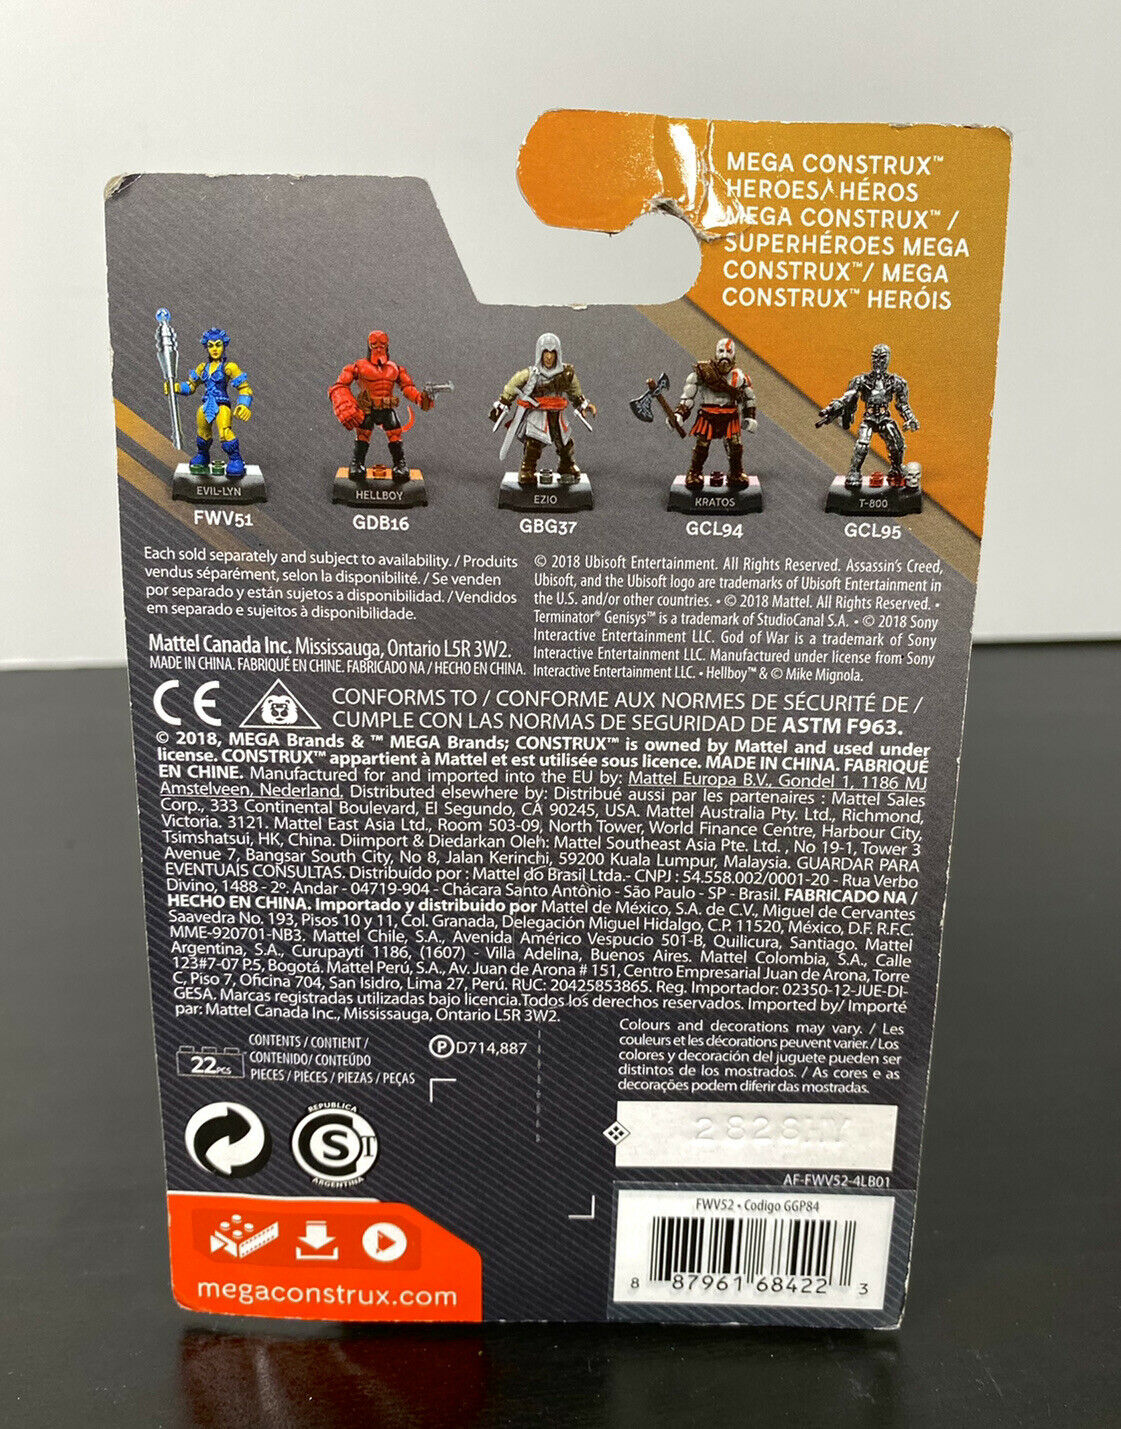 MEGA CONSTRUX™
HEROES/ HÉROS
MEGA CONSTRUX™ /
SUPERHÉROES MEGA
CONSTRUX™/ MEGA
CONSTRUX™ HERÓIS
EVIL-LYN
FWV51
HELLBOY
GDB16
EZIO
GBG37
KRATOS
GCL94
T-800
GCL95
Each sold separately and subject to availability. / Produits
vendus séparément, selon la disponibilité. / Se venden
por separado y están sujetos a disponibilidad. / Vendidos
em separado e sujeitos à disponibilidade.
Mattel Canada Inc. Mississauga, Ontario L5R 3W2.
MADE IN CHINA. FABRIQUÉ EN CHINE. FABRICADO NA / HECHO EN CHINA.
© 2018 Ubisoft Entertainment. All Rights Reserved. Assassin's Creed,
Ubisoft, and the Ubisoft logo are trademarks of Ubisoft Entertainment in
the U.S. and/or other countries. • © 2018 Mattel. All Rights Reserved. •
Terminator® Genisys™ is a trademark of StudioCanal S.A. • © 2018 Sony
Interactive Entertainment LLC. God of War is a trademark of Sony
Interactive Entertainment LLC. Manufactured under license from Sony
Interactive Entertainment LLC. • Hellboy™ & © Mike Mignola.
CE
CONFORMS TO / CONFORME AUX NORMES DE SÉCURITÉ DE /
CUMPLE CON LAS NORMAS DE SEGURIDAD DE ASTM F963.
© 2018, MEGA Brands & ™ MEGA Brands; CONSTRUX™ is owned by Mattel and used under
license. CONSTRUX™ appartient à Mattel et est utilisée sous licence. MADE IN CHINA. FABRIQUÉ
EN CHINE. Manufactured for and imported into the EU by: Mattel Europa B.V., Gondel 1, 1186 MJ
Amstelveen, Nederland. Distributed elsewhere by: Distribué aussi par les partenaires : Mattel Sales
Corp., 333 Continental Boulevard, El Segundo, CA 90245, USA. Mattel Australia Pty. Ltd., Richmond,
Victoria. 3121. Mattel East Asia Ltd., Room 503-09, North Tower, World Finance Centre, Harbour City,
Tsimshatsui, HK, China. Diimport & Diedarkan Oleh: Mattel Southeast Asia Pte. Ltd. , No 19-1, Tower 3
Avenue 7, Bangsar South City, No 8, Jalan Kerinchi, 59200 Kuala Lumpur, Malaysia. GUARDAR PARA
EVENTUAIS CONSULTAS. Distribuído por : Mattel do Brasil Ltda.- CNPJ : 54.558.002/0001-20 - Rua Verbo
Divino, 1488 - 2º. Andar - 04719-904 - Chácara Santo Antônio - São Paulo - SP - Brasil. FABRICADO NA /
HECHO EN CHINA. Importado y distribuido por Mattel de México, S.A. de C.V., Miguel de Cervantes
Saavedra No. 193, Pisos 10 y 11, Col. Granada, Delegación Miguel Hidalgo, C.P. 11520, México, D.F. R.F.C.
MME-920701-NB3. Mattel Chile, S.A., Avenida Américo Vespucio 501-B, Quilicura, Santiago. Mattel
Argentina, S.A., Curupaytí 1186, (1607) - Villa Adelina, Buenos Aires. Mattel Colombia, S.A., Calle
123#7-07 P.5, Bogotá. Mattel Perú, S.A., Av. Juan de Arona # 151, Centro Empresarial Juan de Arona, Torre
C, Piso 7, Oficina 704, San Isidro, Lima 27, Perú. RUC: 20425853865. Reg. Importador: 02350-12-JUE-DI-
GESA. Marcas registradas utilizadas bajo licencia.Todos los derechos reservados. Imported by/ Importé
par: Mattel Canada Inc., Mississauga, Ontario L5R 3W2.
22PCS
CONTENTS / CONTENT /
CONTENIDO/ CONTEÚDO
PIECES / PIÈCES / PIEZAS / PEÇAS
Ⓟ D714,887
Colours and decorations may vary. / Les
couleurs et les décorations peuvent varier. / Los
colores y decoración del juguete pueden ser
distintos de los mostrados. / As cores e as
decorações podem diferir das mostradas.
REPUBLICA
S T
ARGENTINA
2828HY
AF-FWV52-4LB01
FWV52 • Codigo GGP84
8 87961 68422 3
megaconstrux.com